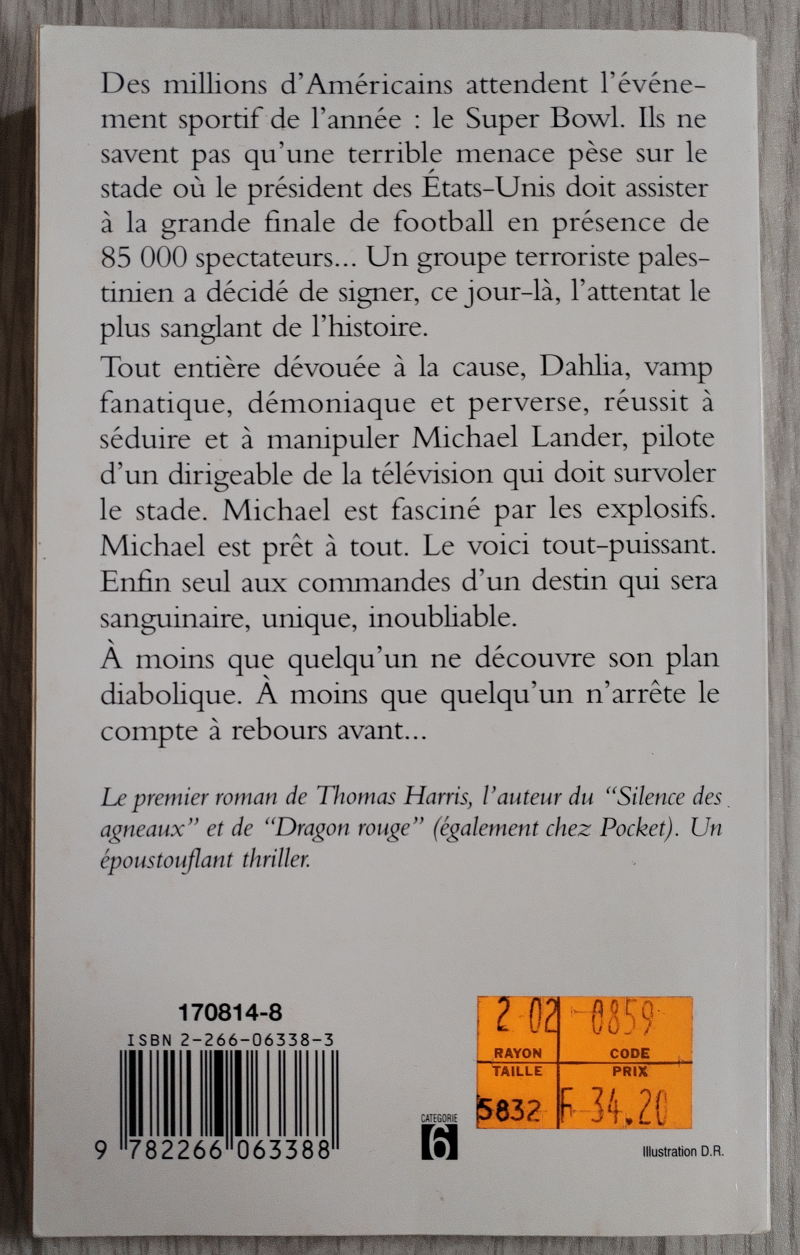 Des millions d'Américains attendent l'événe-
ment sportif de l'année : le Super Bowl. Ils ne
savent pas qu'une terrible menace pèse sur le
stade où le président des États-Unis doit assister
à la grande finale de football en présence de
85 000 spectateurs... Un groupe terroriste pales-
tinien a décidé de signer, ce jour-là, l'attentat le
plus sanglant de l'histoire.
Tout entière dévouée à la cause, Dahlia, vamp
fanatique, démoniaque et perverse, réussit à
séduire et à manipuler Michael Lander, pilote
d'un dirigeable de la télévision qui doit survoler
le stade. Michael est fasciné par les explosifs.
Michael est prêt à tout. Le voici tout-puissant.
Enfin seul aux commandes d'un destin qui sera
sanguinaire, unique, inoubliable.
À moins que quelqu'un ne découvre son plan
diabolique. À moins que quelqu'un n'arrête le
compte à rebours avant...
Le premier roman de Thomas Harris, l'auteur du “Silence des
agneaux” et de “Dragon rouge” (également chez Pocket). Un
époustouflant thriller.
170814-8
ISBN 2-266-06338-3
9 782266 063388
CATEGORIE
6
2 02 0859
RAYON CODE
TAILLE PRIX
5832 F 34.20
Illustration D.R.